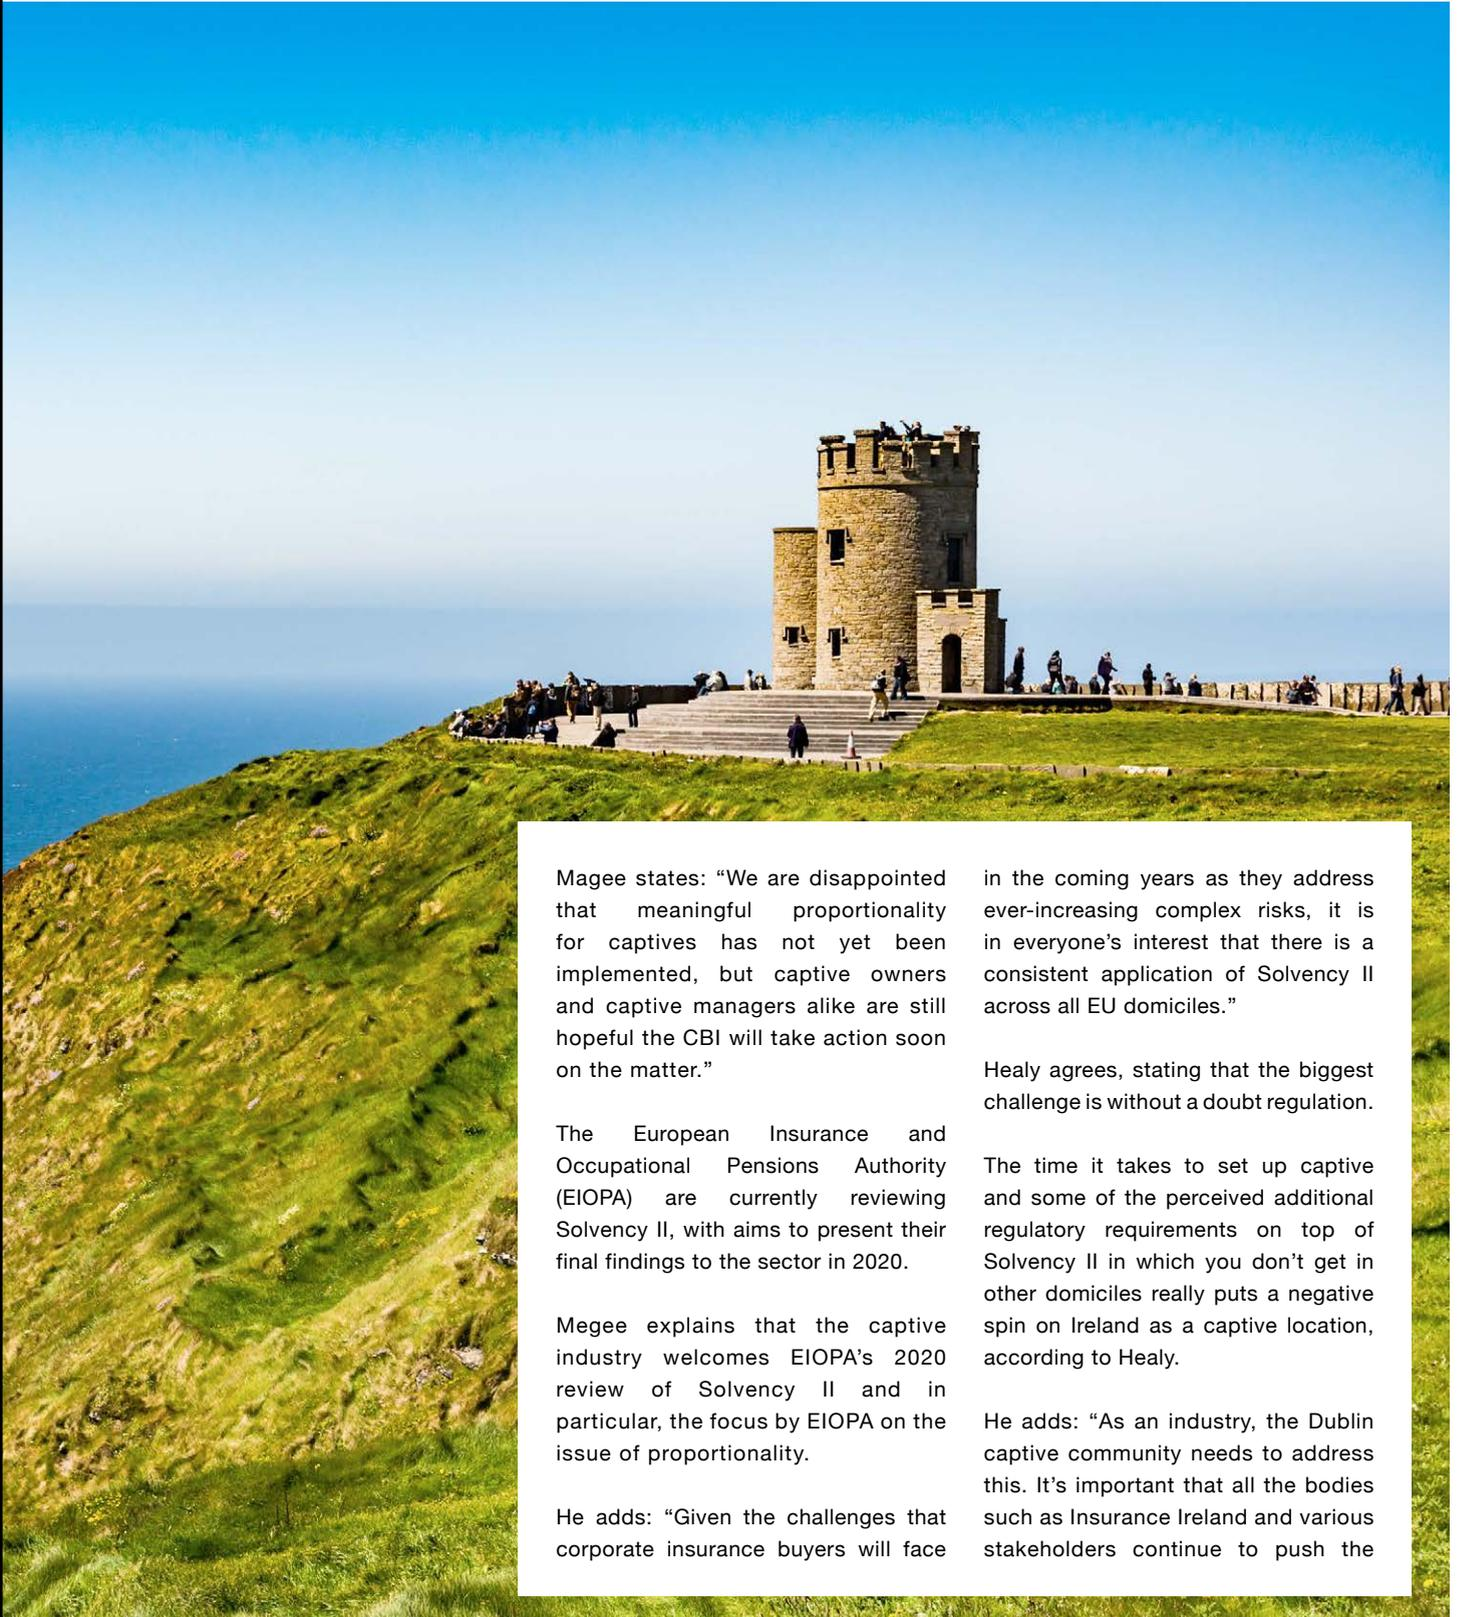 Magee states: “We are disappointed
that meaningful proportionality
for captives has not yet been
implemented, but captive owners
and captive managers alike are still
hopeful the CBI will take action soon
on the matter.”
The European Insurance and
Occupational Pensions Authority
(EIOPA) are currently reviewing
Solvency II, with aims to present their
final findings to the sector in 2020.
Megee explains that the captive
industry welcomes EIOPA’s 2020
review of Solvency II and in
particular, the focus by EIOPA on the
issue of proportionality.
He adds: “Given the challenges that
corporate insurance buyers will face
in the coming years as they address
ever-increasing complex risks, it is
in everyone’s interest that there is a
consistent application of Solvency II
across all EU domiciles.”
Healy agrees, stating that the biggest
challenge is without a doubt regulation.
The time it takes to set up captive
and some of the perceived additional
regulatory requirements on top of
Solvency II in which you don’t get in
other domiciles really puts a negative
spin on Ireland as a captive location,
according to Healy.
He adds: “As an industry, the Dublin
captive community needs to address
this. It’s important that all the bodies
such as Insurance Ireland and various
stakeholders continue to push the